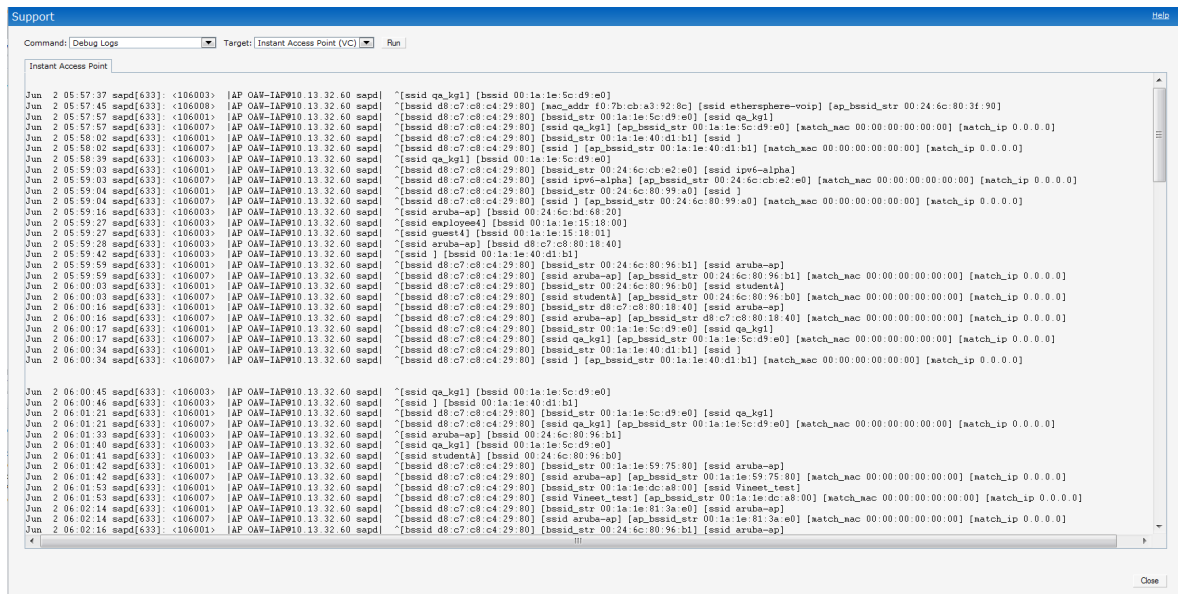 Support
Help
Command: Debug Logs Target: Instant Access Point (VC) Run
Instant Access Point
Jun 2 05:57:37 sapd[633]: <106003> |AP OAW-IAP@10.13.32.60 sapd| ^[ssid qa_kg1] [bssid 00:1a:1e:5c:d9:e0]
Jun 2 05:57:45 sapd[633]: <106008> |AP OAW-IAP@10.13.32.60 sapd| ^[bssid d8:c7:c8:c4:29:80] [mac_addr f0:7b:cb:a3:92:8c] [ssid ethersphere-voip] [ap_bssid_str 00:24:6c:80:3f:90]
Jun 2 05:57:57 sapd[633]: <106001> |AP OAW-IAP@10.13.32.60 sapd| ^[bssid d8:c7:c8:c4:29:80] [bssid_str 00:1a:1e:5c:d9:e0] [ssid qa_kg1]
Jun 2 05:57:57 sapd[633]: <106007> |AP OAW-IAP@10.13.32.60 sapd| ^[bssid d8:c7:c8:c4:29:80] [ssid qa_kg1] [ap_bssid_str 00:1a:1e:5c:d9:e0] [match_mac 00:00:00:00:00:00] [match_ip 0.0.0.0]
Jun 2 05:58:02 sapd[633]: <106001> |AP OAW-IAP@10.13.32.60 sapd| ^[bssid d8:c7:c8:c4:29:80] [bssid_str 00:1a:1e:40:d1:b1] [ssid ]
Jun 2 05:58:02 sapd[633]: <106007> |AP OAW-IAP@10.13.32.60 sapd| ^[bssid d8:c7:c8:c4:29:80] [ssid ] [ap_bssid_str 00:1a:1e:40:d1:b1] [match_mac 00:00:00:00:00:00] [match_ip 0.0.0.0]
Jun 2 05:58:39 sapd[633]: <106003> |AP OAW-IAP@10.13.32.60 sapd| ^[ssid qa_kg1] [bssid 00:1a:1e:5c:d9:e0]
Jun 2 05:59:03 sapd[633]: <106001> |AP OAW-IAP@10.13.32.60 sapd| ^[bssid d8:c7:c8:c4:29:80] [bssid_str 00:24:6c:cb:e2:e0] [ssid ipv6-alpha]
Jun 2 05:59:03 sapd[633]: <106007> |AP OAW-IAP@10.13.32.60 sapd| ^[bssid d8:c7:c8:c4:29:80] [ssid ipv6-alpha] [ap_bssid_str 00:24:6c:cb:e2:e0] [match_mac 00:00:00:00:00:00] [match_ip 0.0.0.0]
Jun 2 05:59:04 sapd[633]: <106001> |AP OAW-IAP@10.13.32.60 sapd| ^[bssid d8:c7:c8:c4:29:80] [bssid_str 00:24:6c:80:99:a0] [ssid ]
Jun 2 05:59:04 sapd[633]: <106007> |AP OAW-IAP@10.13.32.60 sapd| ^[bssid d8:c7:c8:c4:29:80] [ssid ] [ap_bssid_str 00:24:6c:80:99:a0] [match_mac 00:00:00:00:00:00] [match_ip 0.0.0.0]
Jun 2 05:59:16 sapd[633]: <106003> |AP OAW-IAP@10.13.32.60 sapd| ^[ssid aruba-ap] [bssid 00:24:6c:bd:68:20]
Jun 2 05:59:27 sapd[633]: <106003> |AP OAW-IAP@10.13.32.60 sapd| ^[ssid employee4] [bssid 00:1a:1e:15:18:00]
Jun 2 05:59:27 sapd[633]: <106003> |AP OAW-IAP@10.13.32.60 sapd| ^[ssid guest4] [bssid 00:1a:1e:15:18:01]
Jun 2 05:59:28 sapd[633]: <106003> |AP OAW-IAP@10.13.32.60 sapd| ^[ssid aruba-ap] [bssid d8:c7:c8:80:18:40]
Jun 2 05:59:42 sapd[633]: <106003> |AP OAW-IAP@10.13.32.60 sapd| ^[ssid ] [bssid 00:1a:1e:40:d1:b1]
Jun 2 05:59:59 sapd[633]: <106001> |AP OAW-IAP@10.13.32.60 sapd| ^[bssid d8:c7:c8:c4:29:80] [bssid_str 00:24:6c:80:96:b1] [ssid aruba-ap]
Jun 2 05:59:59 sapd[633]: <106007> |AP OAW-IAP@10.13.32.60 sapd| ^[bssid d8:c7:c8:c4:29:80] [ssid aruba-ap] [ap_bssid_str 00:24:6c:80:96:b1] [match_mac 00:00:00:00:00:00] [match_ip 0.0.0.0]
Jun 2 06:00:03 sapd[633]: <106001> |AP OAW-IAP@10.13.32.60 sapd| ^[bssid d8:c7:c8:c4:29:80] [bssid_str 00:24:6c:80:96:b0] [ssid studentA]
Jun 2 06:00:03 sapd[633]: <106007> |AP OAW-IAP@10.13.32.60 sapd| ^[bssid d8:c7:c8:c4:29:80] [ssid studentA] [ap_bssid_str 00:24:6c:80:96:b0] [match_mac 00:00:00:00:00:00] [match_ip 0.0.0.0]
Jun 2 06:00:16 sapd[633]: <106001> |AP OAW-IAP@10.13.32.60 sapd| ^[bssid d8:c7:c8:c4:29:80] [bssid_str d8:c7:c8:80:18:40] [ssid aruba-ap]
Jun 2 06:00:16 sapd[633]: <106007> |AP OAW-IAP@10.13.32.60 sapd| ^[bssid d8:c7:c8:c4:29:80] [ssid aruba-ap] [ap_bssid_str d8:c7:c8:80:18:40] [match_mac 00:00:00:00:00:00] [match_ip 0.0.0.0]
Jun 2 06:00:17 sapd[633]: <106001> |AP OAW-IAP@10.13.32.60 sapd| ^[bssid d8:c7:c8:c4:29:80] [bssid_str 00:1a:1e:5c:d9:e0] [ssid qa_kg1]
Jun 2 06:00:17 sapd[633]: <106007> |AP OAW-IAP@10.13.32.60 sapd| ^[bssid d8:c7:c8:c4:29:80] [ssid qa_kg1] [ap_bssid_str 00:1a:1e:5c:d9:e0] [match_mac 00:00:00:00:00:00] [match_ip 0.0.0.0]
Jun 2 06:00:34 sapd[633]: <106001> |AP OAW-IAP@10.13.32.60 sapd| ^[bssid d8:c7:c8:c4:29:80] [bssid_str 00:1a:1e:40:d1:b1] [ssid ]
Jun 2 06:00:34 sapd[633]: <106007> |AP OAW-IAP@10.13.32.60 sapd| ^[bssid d8:c7:c8:c4:29:80] [ssid ] [ap_bssid_str 00:1a:1e:40:d1:b1] [match_mac 00:00:00:00:00:00] [match_ip 0.0.0.0]
Jun 2 06:00:45 sapd[633]: <106003> |AP OAW-IAP@10.13.32.60 sapd| ^[ssid qa_kg1] [bssid 00:1a:1e:5c:d9:e0]
Jun 2 06:00:46 sapd[633]: <106003> |AP OAW-IAP@10.13.32.60 sapd| ^[ssid ] [bssid 00:1a:1e:40:d1:b1]
Jun 2 06:01:21 sapd[633]: <106001> |AP OAW-IAP@10.13.32.60 sapd| ^[bssid d8:c7:c8:c4:29:80] [bssid_str 00:1a:1e:5c:d9:e0] [ssid qa_kg1]
Jun 2 06:01:21 sapd[633]: <106007> |AP OAW-IAP@10.13.32.60 sapd| ^[bssid d8:c7:c8:c4:29:80] [ssid qa_kg1] [ap_bssid_str 00:1a:1e:5c:d9:e0] [match_mac 00:00:00:00:00:00] [match_ip 0.0.0.0]
Jun 2 06:01:33 sapd[633]: <106003> |AP OAW-IAP@10.13.32.60 sapd| ^[ssid aruba-ap] [bssid 00:24:6c:80:96:b1]
Jun 2 06:01:40 sapd[633]: <106003> |AP OAW-IAP@10.13.32.60 sapd| ^[ssid qa_kg1] [bssid 00:1a:1e:5c:d9:e0]
Jun 2 06:01:41 sapd[633]: <106003> |AP OAW-IAP@10.13.32.60 sapd| ^[ssid studentA] [bssid 00:24:6c:80:96:b0]
Jun 2 06:01:42 sapd[633]: <106001> |AP OAW-IAP@10.13.32.60 sapd| ^[bssid d8:c7:c8:c4:29:80] [bssid_str 00:1a:1e:59:75:80] [ssid aruba-ap]
Jun 2 06:01:42 sapd[633]: <106007> |AP OAW-IAP@10.13.32.60 sapd| ^[bssid d8:c7:c8:c4:29:80] [ssid aruba-ap] [ap_bssid_str 00:1a:1e:59:75:80] [match_mac 00:00:00:00:00:00] [match_ip 0.0.0.0]
Jun 2 06:01:53 sapd[633]: <106001> |AP OAW-IAP@10.13.32.60 sapd| ^[bssid d8:c7:c8:c4:29:80] [bssid_str 00:1a:1e:dc:a8:00] [ssid Vineet_test]
Jun 2 06:01:53 sapd[633]: <106007> |AP OAW-IAP@10.13.32.60 sapd| ^[bssid d8:c7:c8:c4:29:80] [ssid Vineet_test] [ap_bssid_str 00:1a:1e:dc:a8:00] [match_mac 00:00:00:00:00:00] [match_ip 0.0.0.0]
Jun 2 06:02:14 sapd[633]: <106001> |AP OAW-IAP@10.13.32.60 sapd| ^[bssid d8:c7:c8:c4:29:80] [bssid_str 00:1a:1e:81:3a:e0] [ssid aruba-ap]
Jun 2 06:02:14 sapd[633]: <106007> |AP OAW-IAP@10.13.32.60 sapd| ^[bssid d8:c7:c8:c4:29:80] [ssid aruba-ap] [ap_bssid_str 00:1a:1e:81:3a:e0] [match_mac 00:00:00:00:00:00] [match_ip 0.0.0.0]
Jun 2 06:02:16 sapd[633]: <106001> |AP OAW-IAP@10.13.32.60 sapd| ^[bssid d8:c7:c8:c4:29:80] [bssid_str 00:24:6c:80:96:b1] [ssid aruba-ap]
Close